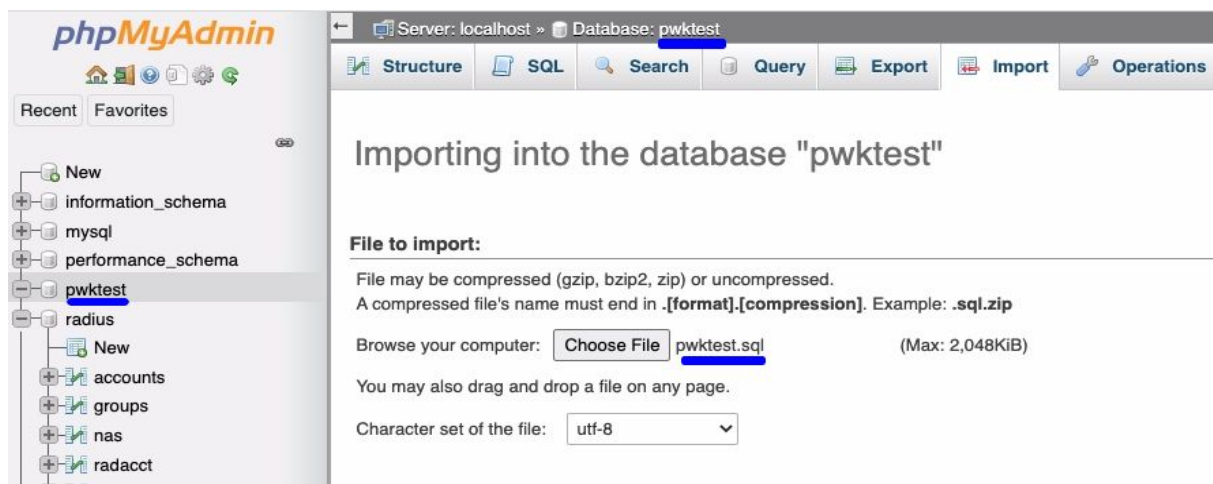 phpMyAdmin
Recent Favorites
New
information_schema
mysql
performance_schema
pwktest
radius
New
accounts
groups
nas
radacct
Server: localhost » Database: pwktest
Structure SQL Search Query Export Import Operations
Importing into the database "pwktest"
File to import:
File may be compressed (gzip, bzip2, zip) or uncompressed.
A compressed file's name must end in .[format].[compression]. Example: .sql.zip
Browse your computer: Choose File pwktest.sql (Max: 2,048KiB)
You may also drag and drop a file on any page.
Character set of the file: utf-8